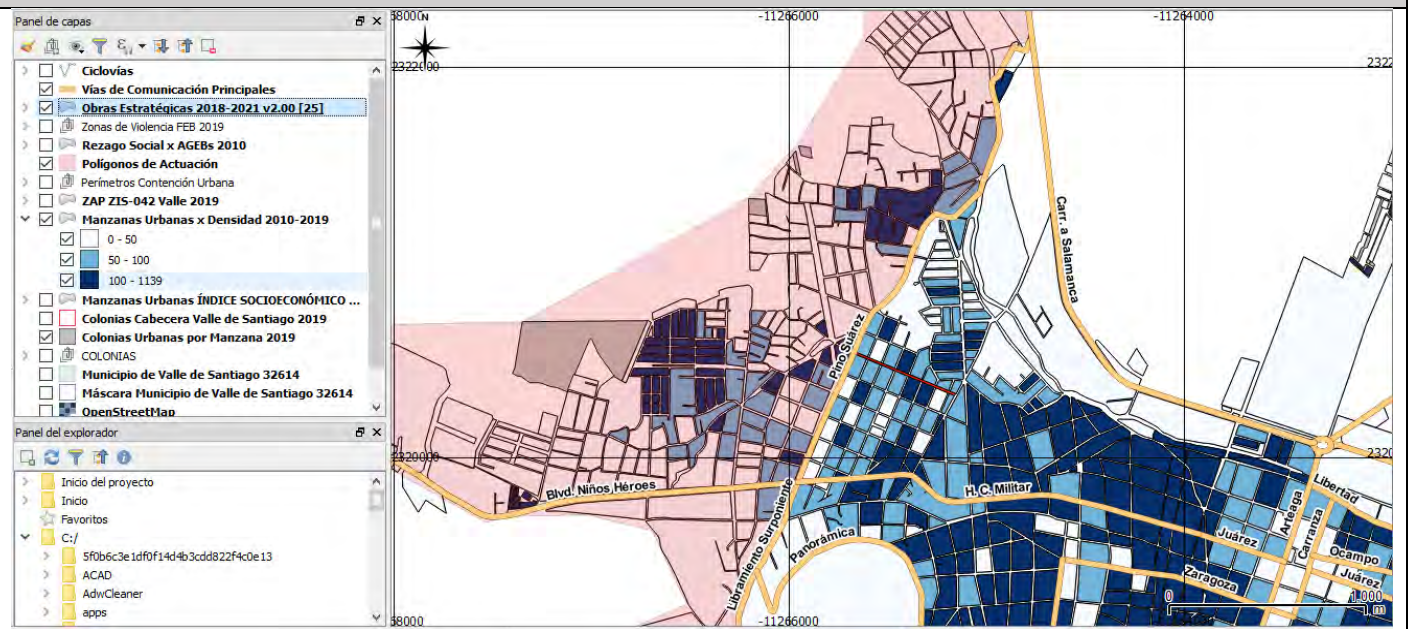 Panel de capas
Ciclovías
Vías de Comunicación Principales
Obras Estratégicas 2018-2021 v2.00 [25]
Zonas de Violencia FEB 2019
Rezago Social x AGEBs 2010
Polígonos de Actuación
Perímetros Contención Urbana
ZAP ZIS-042 Valle 2019
Manzanas Urbanas x Densidad 2010-2019
0 - 50
50 - 100
100 - 1139
Manzanas Urbanas ÍNDICE SOCIOECONÓMICO ...
Colonias Cabecera Valle de Santiago 2019
Colonias Urbanas por Manzana 2019
COLONIAS
Municipio de Valle de Santiago 32614
Máscara Municipio de Valle de Santiago 32614
OpenStreetMap
Panel del explorador
Inicio del proyecto
Inicio
Favoritos
C:/
5f0b6c3e1df0f14d4b3cdd822f4c0e13
ACAD
AdwCleaner
apps
68000
N
-11266000
-11264000
2322000
2322
Carr. a Salamanca
Pino Suárez
2320000
2320
Blvd. Niños Héroes
H. C. Militar
Libertad
Arteaga
Carranza
Libramiento Surponiente
Panorámica
Juárez
Ocampo
Zaragoza
Juárez
0
1 000
m
68000
-11266000